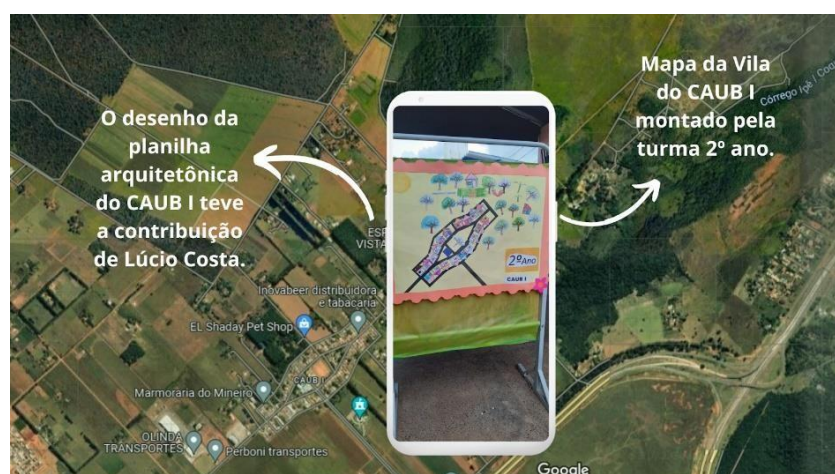 O desenho da
planilha
arquitetônica
do CAUB I teve
a contribuição
de Lúcio Costa.
Mapa da Vila
do CAUB I
montado pela
turma 2º ano.
Córrego Ipê I
2º Ano
CAUB I
Inovabeer distribuidora
e tabacaria
EL Shaday Pet Shop
CAUB I
Marmoraria do Mineiro
OLINDA
TRANSPORTES
Perboni transportes
Google